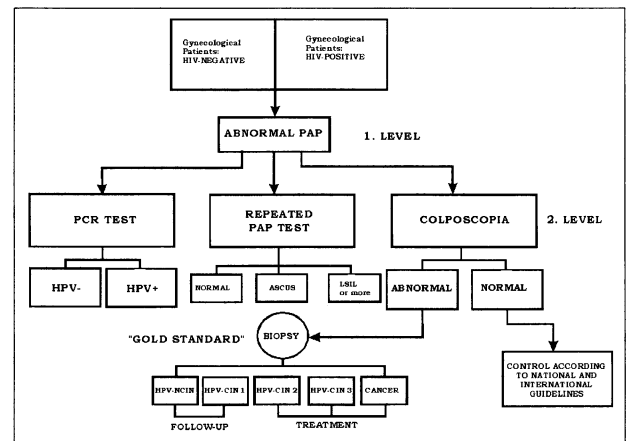 Gynecological
Patients:
HIV-NEGATIVE
Gynecological
Patients:
HIV-POSITIVE
ABNORMAL PAP
1. LEVEL
PCR TEST
REPEATED
PAP TEST
COLPOSCOPIA
2. LEVEL
HPV-
HPV+
NORMAL
ASCUS
LSIL
or more
ABNORMAL
NORMAL
"GOLD STANDARD"
BIOPSY
HPV-NCIN
HPV-CIN 1
HPV-CIN 2
HPV-CIN 3
CANCER
CONTROL ACCORDING
TO NATIONAL AND
INTERNATIONAL
GUIDELINES
FOLLOW-UP
TREATMENT